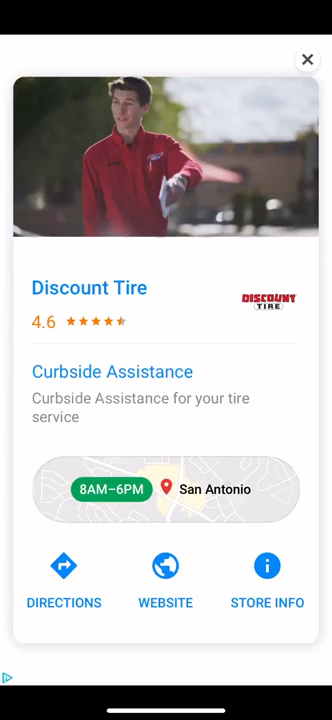 Discount Tire
4.6
DISCOUNT
TIRE
Curbside Assistance
Curbside Assistance for your tire
service
8AM–6PM
San Antonio
DIRECTIONS
WEBSITE
STORE INFO